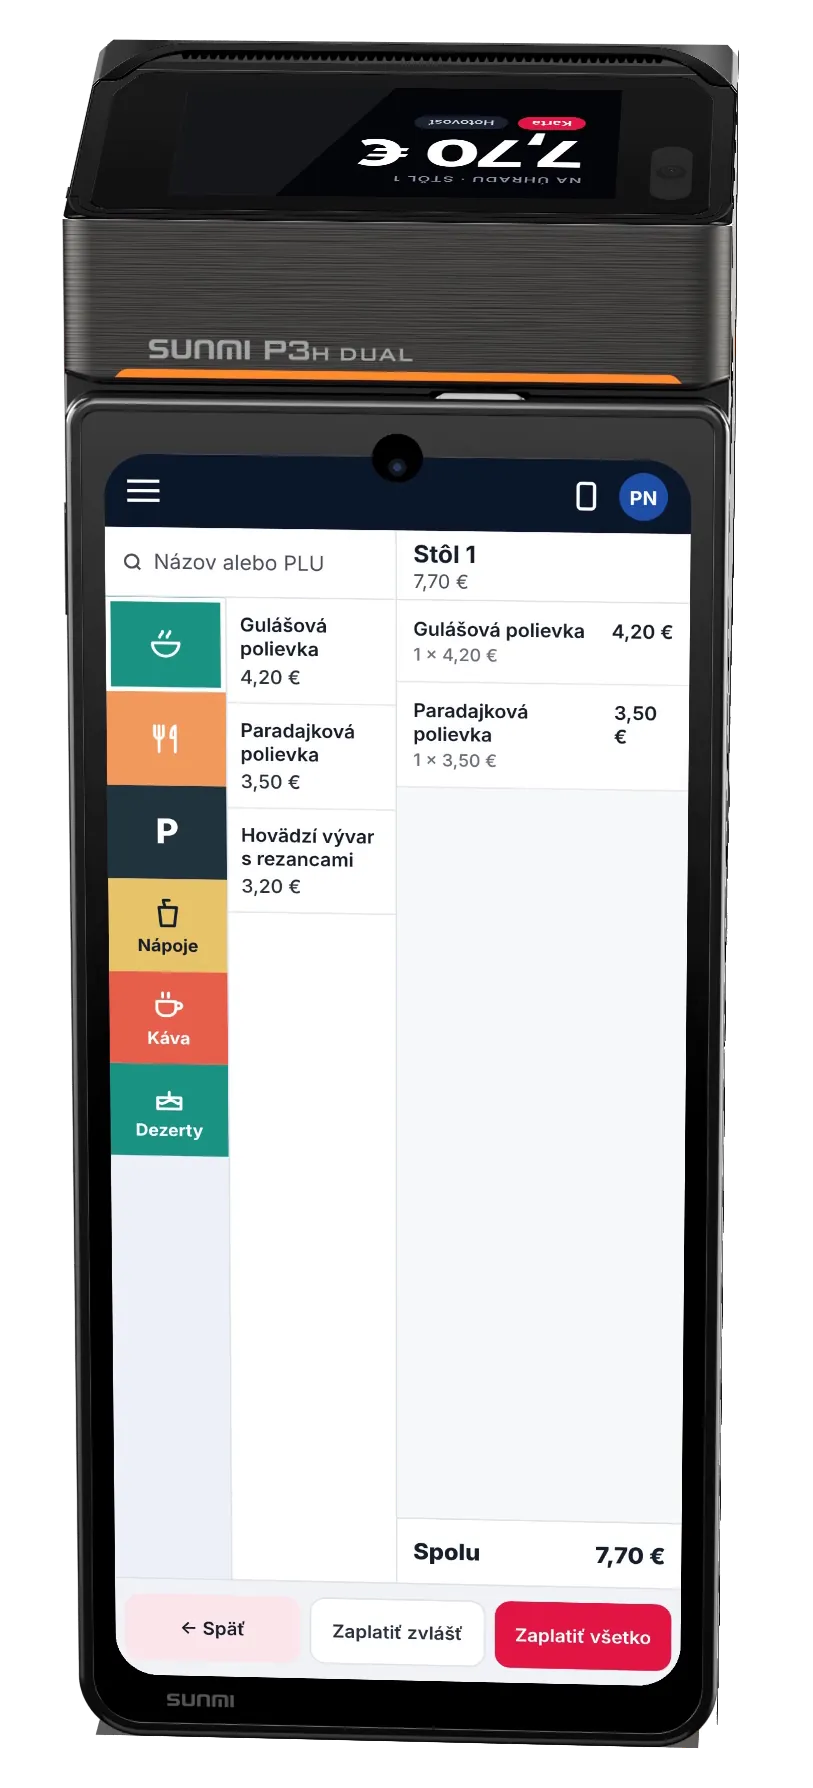 Karta
Hotovosť
7,70 €
NA ÚHRADU · STÔL 1
SUNMI P3H DUAL
PN
Názov alebo PLU
Stôl 1
7,70 €
Gulášová
polievka
4,20 €
Paradajková
polievka
3,50 €
Hovädzí vývar
s rezancami
3,20 €
P
Nápoje
Káva
Dezerty
Gulášová polievka
4,20 €
1 × 4,20 €
Paradajková
polievka
3,50
€
1 × 3,50 €
Spolu
7,70 €
← Späť
Zaplatiť zvlášť
Zaplatiť všetko
SUNMI